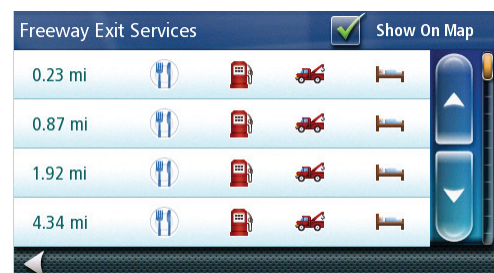 Freeway Exit Services
Show On Map
0.23 mi
0.87 mi
1.92 mi
4.34 mi